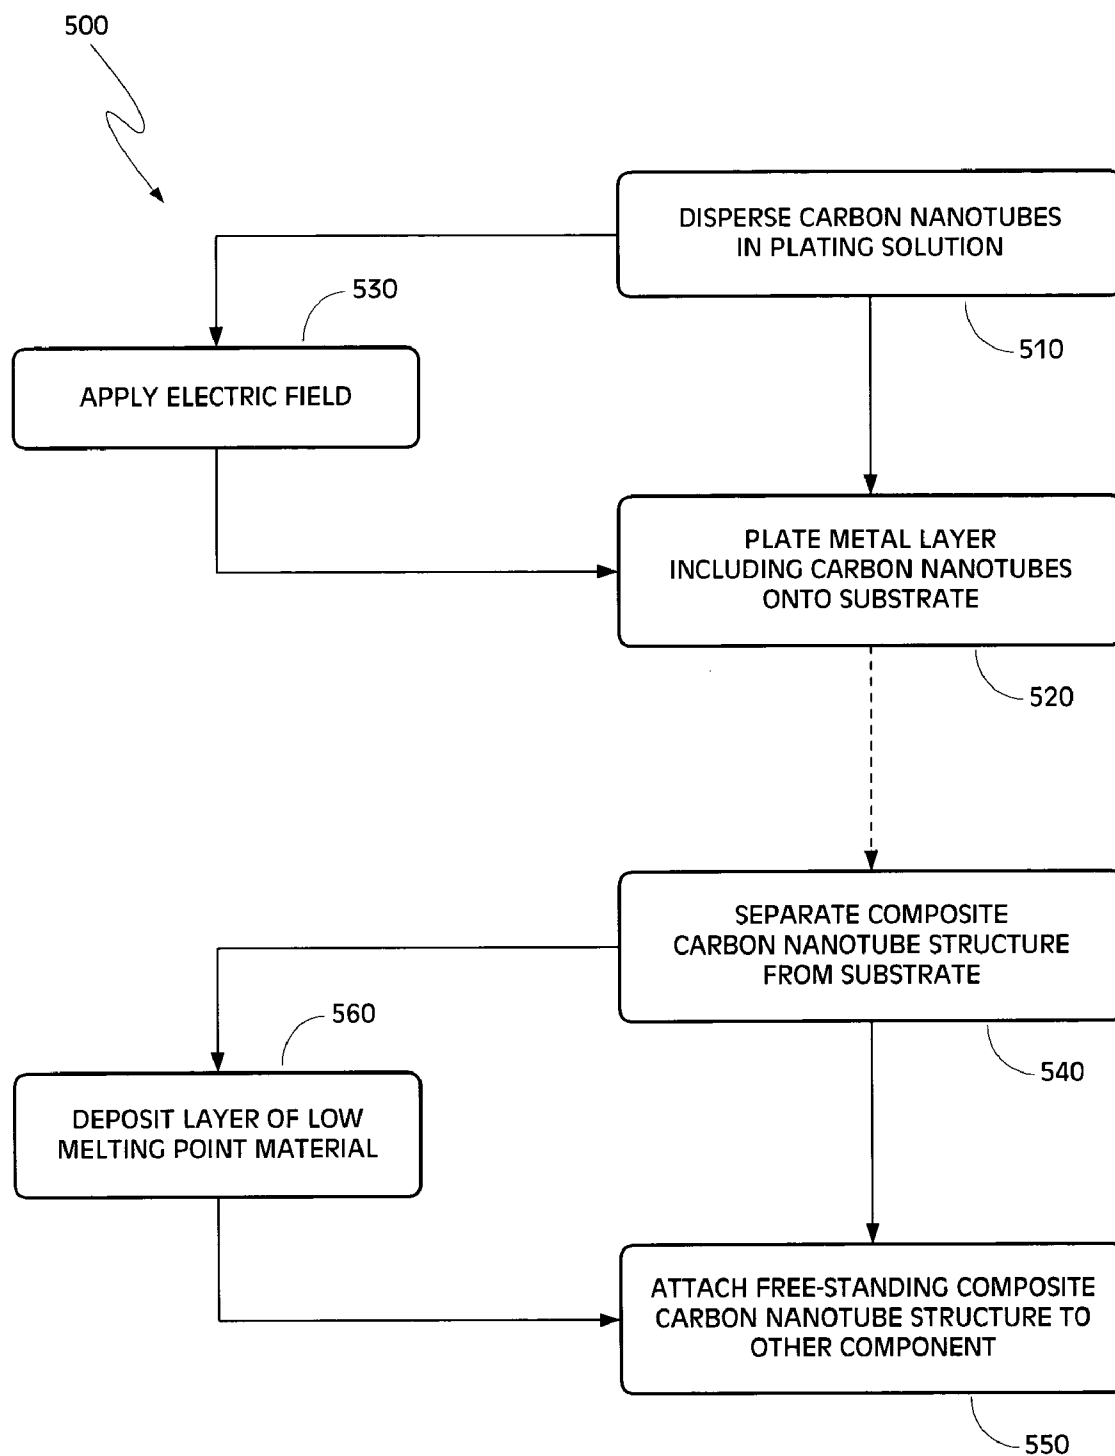 500
DISPERSE CARBON NANOTUBES
IN PLATING SOLUTION
510
530
APPLY ELECTRIC FIELD
PLATE METAL LAYER
INCLUDING CARBON NANOTUBES
ONTO SUBSTRATE
520
SEPARATE COMPOSITE
CARBON NANOTUBE STRUCTURE
FROM SUBSTRATE
540
560
DEPOSIT LAYER OF LOW
MELTING POINT MATERIAL
ATTACH FREE-STANDING COMPOSITE
CARBON NANOTUBE STRUCTURE TO
OTHER COMPONENT
550